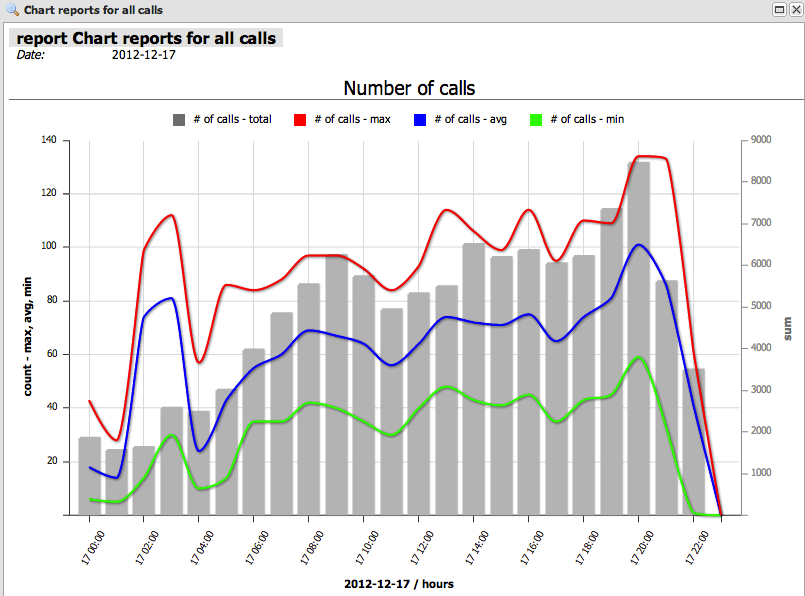 Chart reports for all calls
report Chart reports for all calls
Date: 2012-12-17
Number of calls
# of calls - total # of calls - max # of calls - avg # of calls - min
140 9000
8000
120
7000
100
6000
80
5000
60
4000
3000
40
2000
20
1000
count - max, avg, min
sum
17 00:00 17 02:00 17 04:00 17 06:00 17 08:00 17 10:00 17 12:00 17 14:00 17 16:00 17 18:00 17 20:00 17 22:00
2012-12-17 / hours